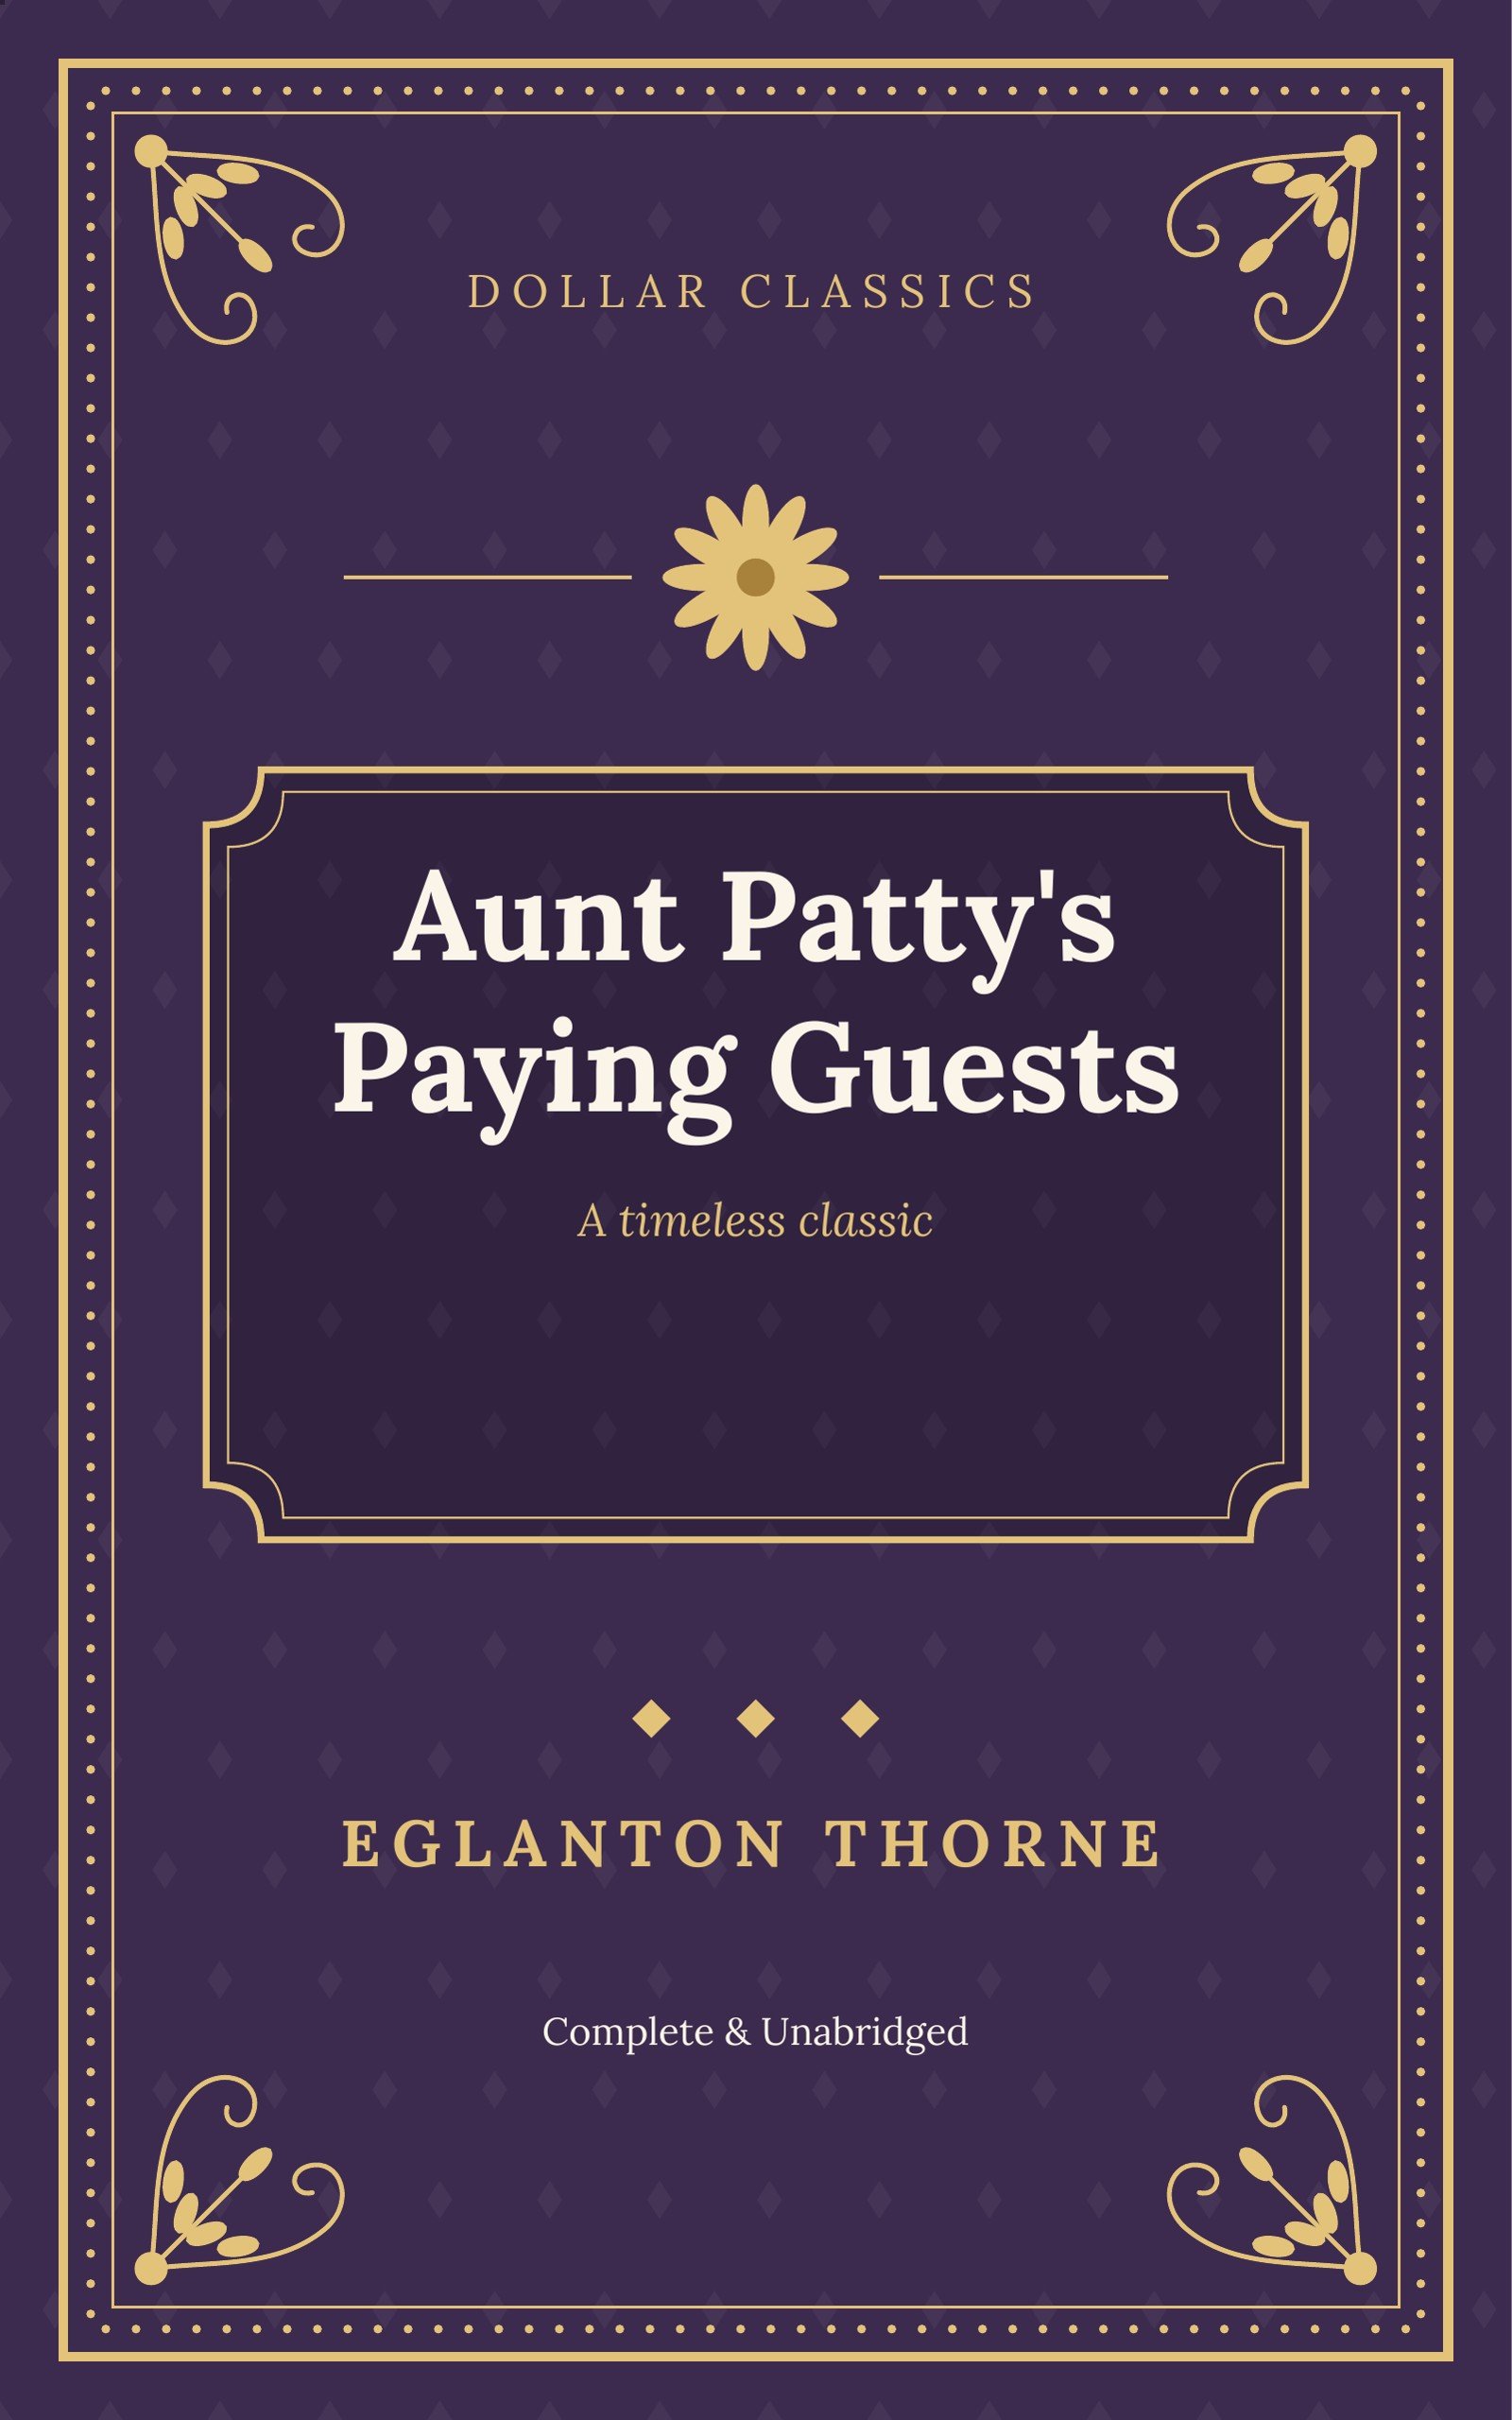 DOLLAR CLASSICS
Aunt Patty's
Paying Guests
A timeless classic
EGLANTON THORNE
Complete & Unabridged